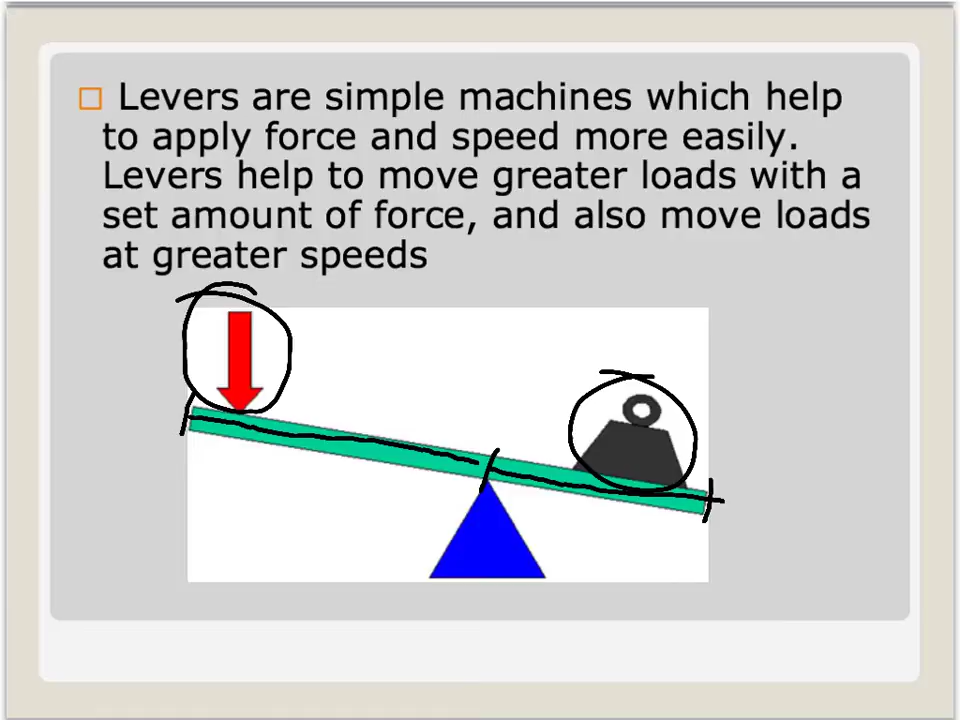 Levers are simple machines which help
to apply force and speed more easily.
Levers help to move greater loads with a
set amount of force, and also move loads
at greater speeds